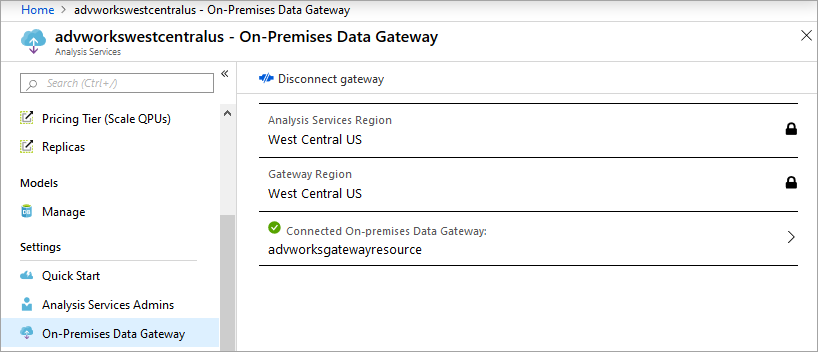 Home > advworkswestcentralus - On-Premises Data Gateway
advworkswestcentralus - On-Premises Data Gateway
Analysis Services
Search (Ctrl+/)
«
Pricing Tier (Scale QPUs)
Replicas
Models
Manage
Settings
Quick Start
Analysis Services Admins
On-Premises Data Gateway
Disconnect gateway
Analysis Services Region
West Central US
Gateway Region
West Central US
Connected On-premises Data Gateway:
advworksgatewayresource